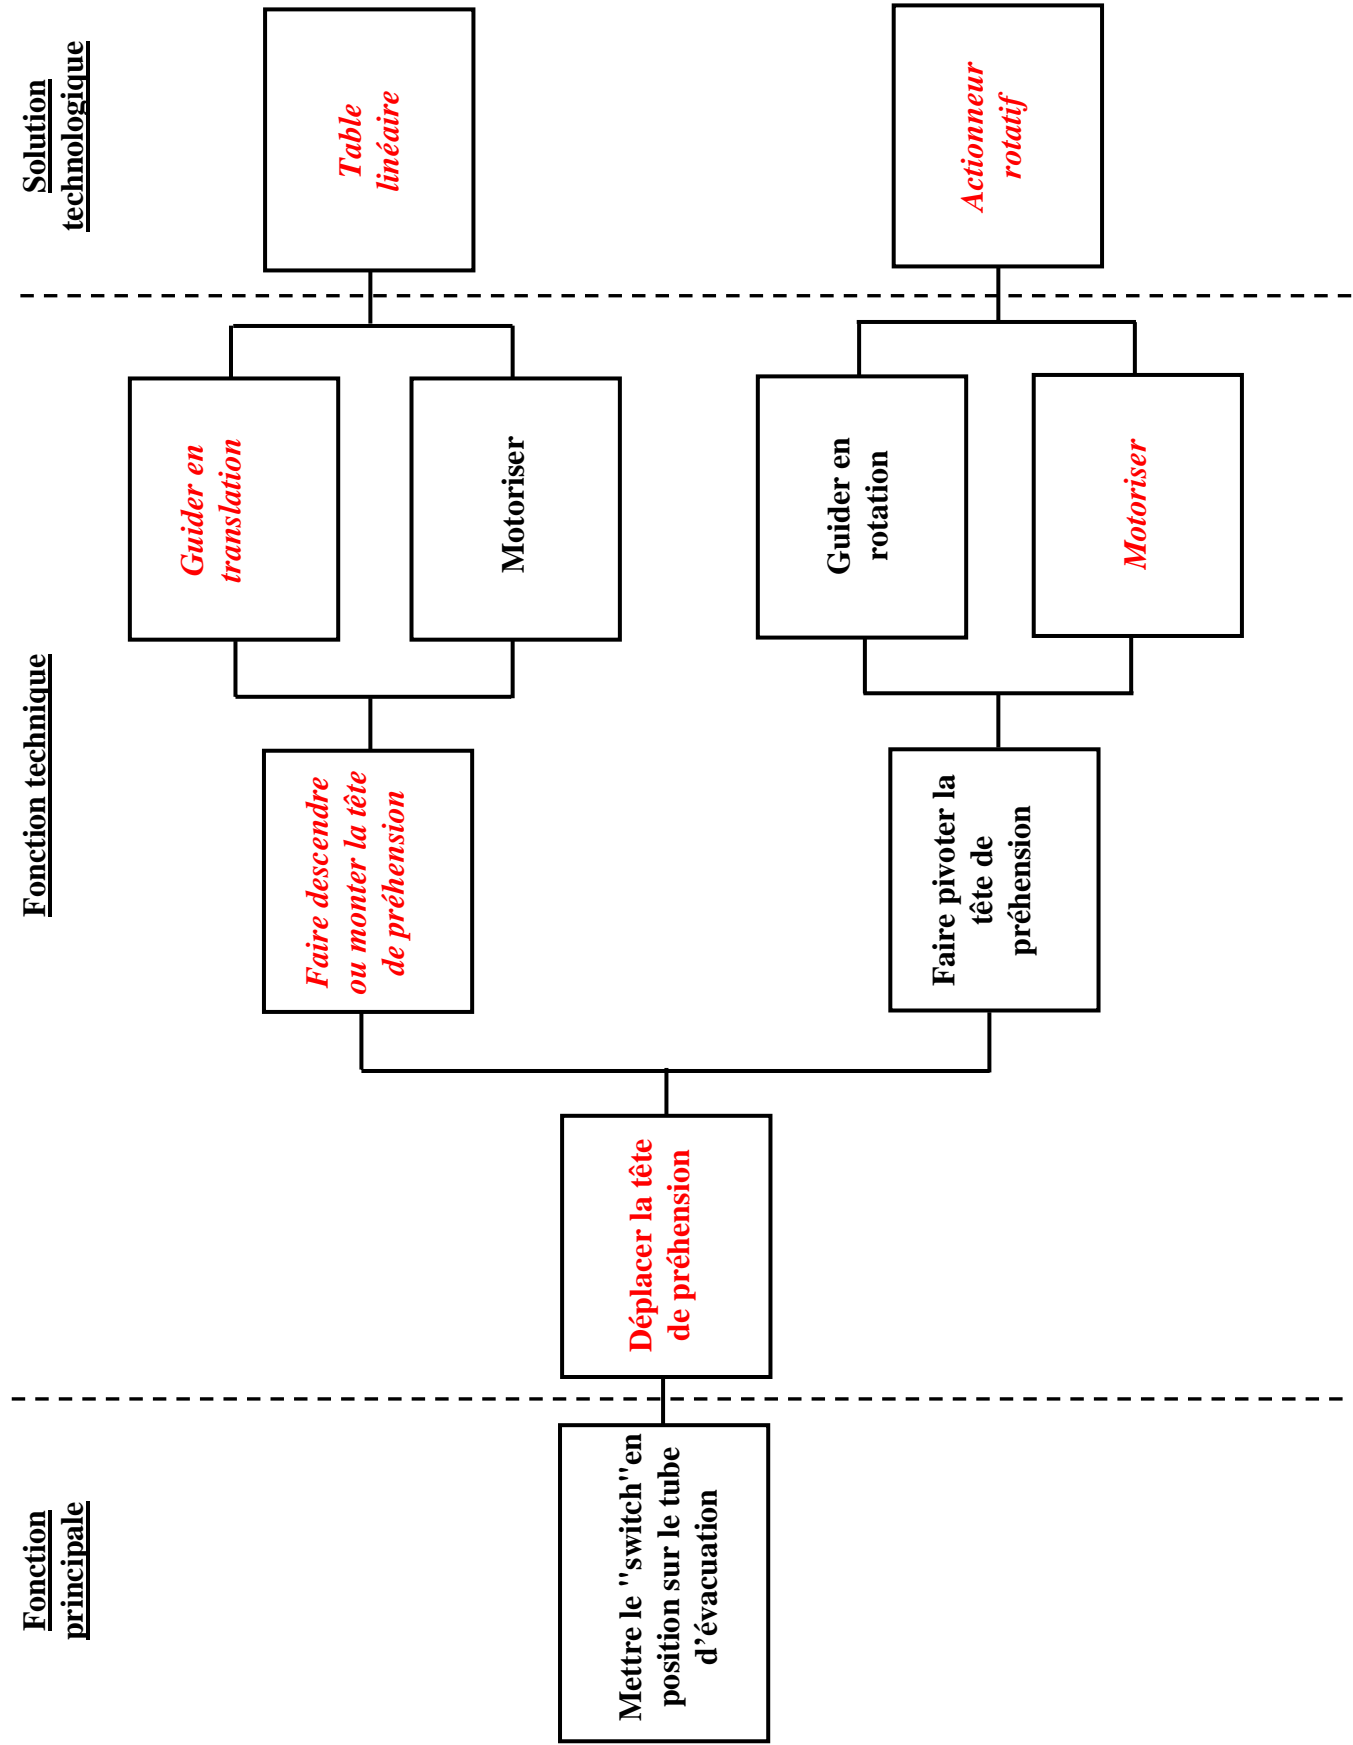 Fonction
principale
Fonction technique
Solution
technologique
Mettre le "switch"en
position sur le tube
d'évacuation
Déplacer la tête
de préhension
Faire descendre
ou monter la tête
de préhension
Guider en
translation
Motoriser
Table
linéaire
Faire pivoter la
tête de
préhension
Guider en
rotation
Motoriser
Actionneur
rotatif